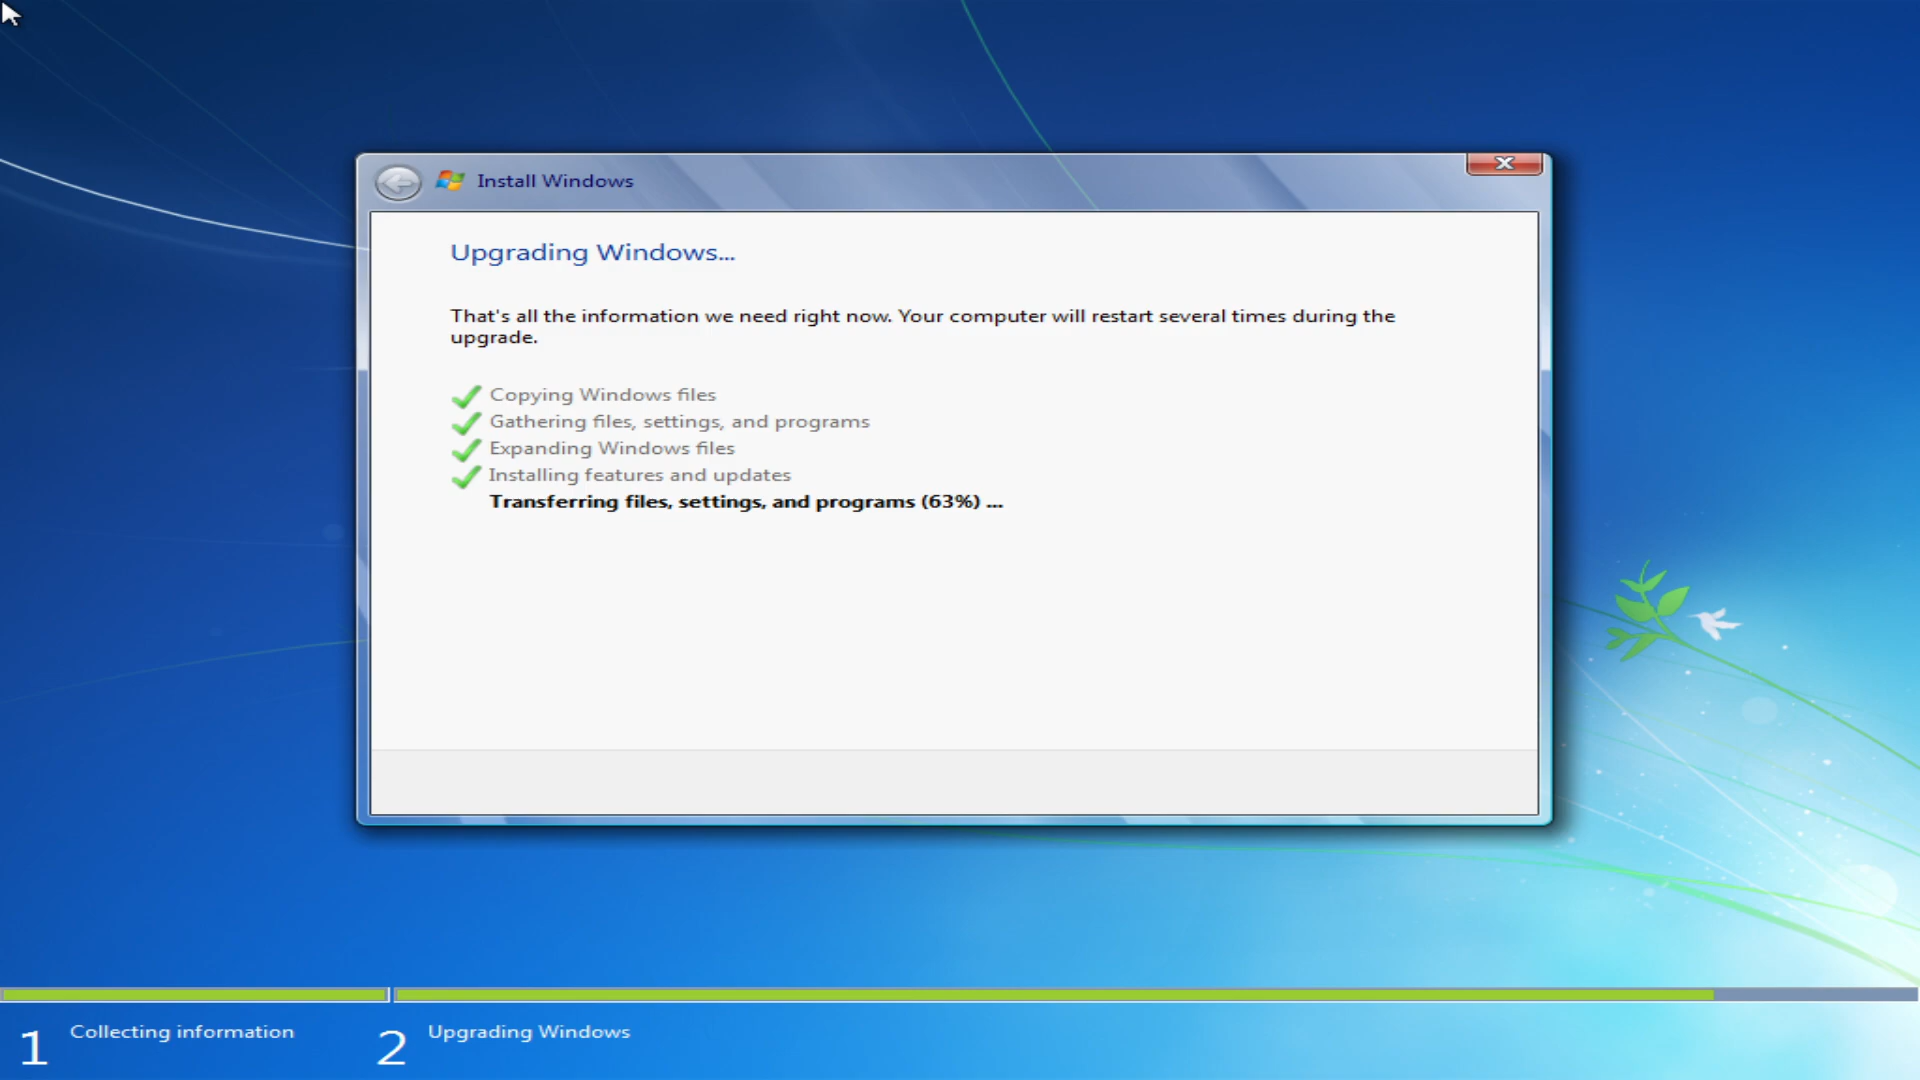 Install Windows
Upgrading Windows...
That's all the information we need right now. Your computer will restart several times during the
upgrade.
Copying Windows files
Gathering files, settings, and programs
Expanding Windows files
Installing features and updates
Transferring files, settings, and programs (63%) ...
1 Collecting information
2 Upgrading Windows